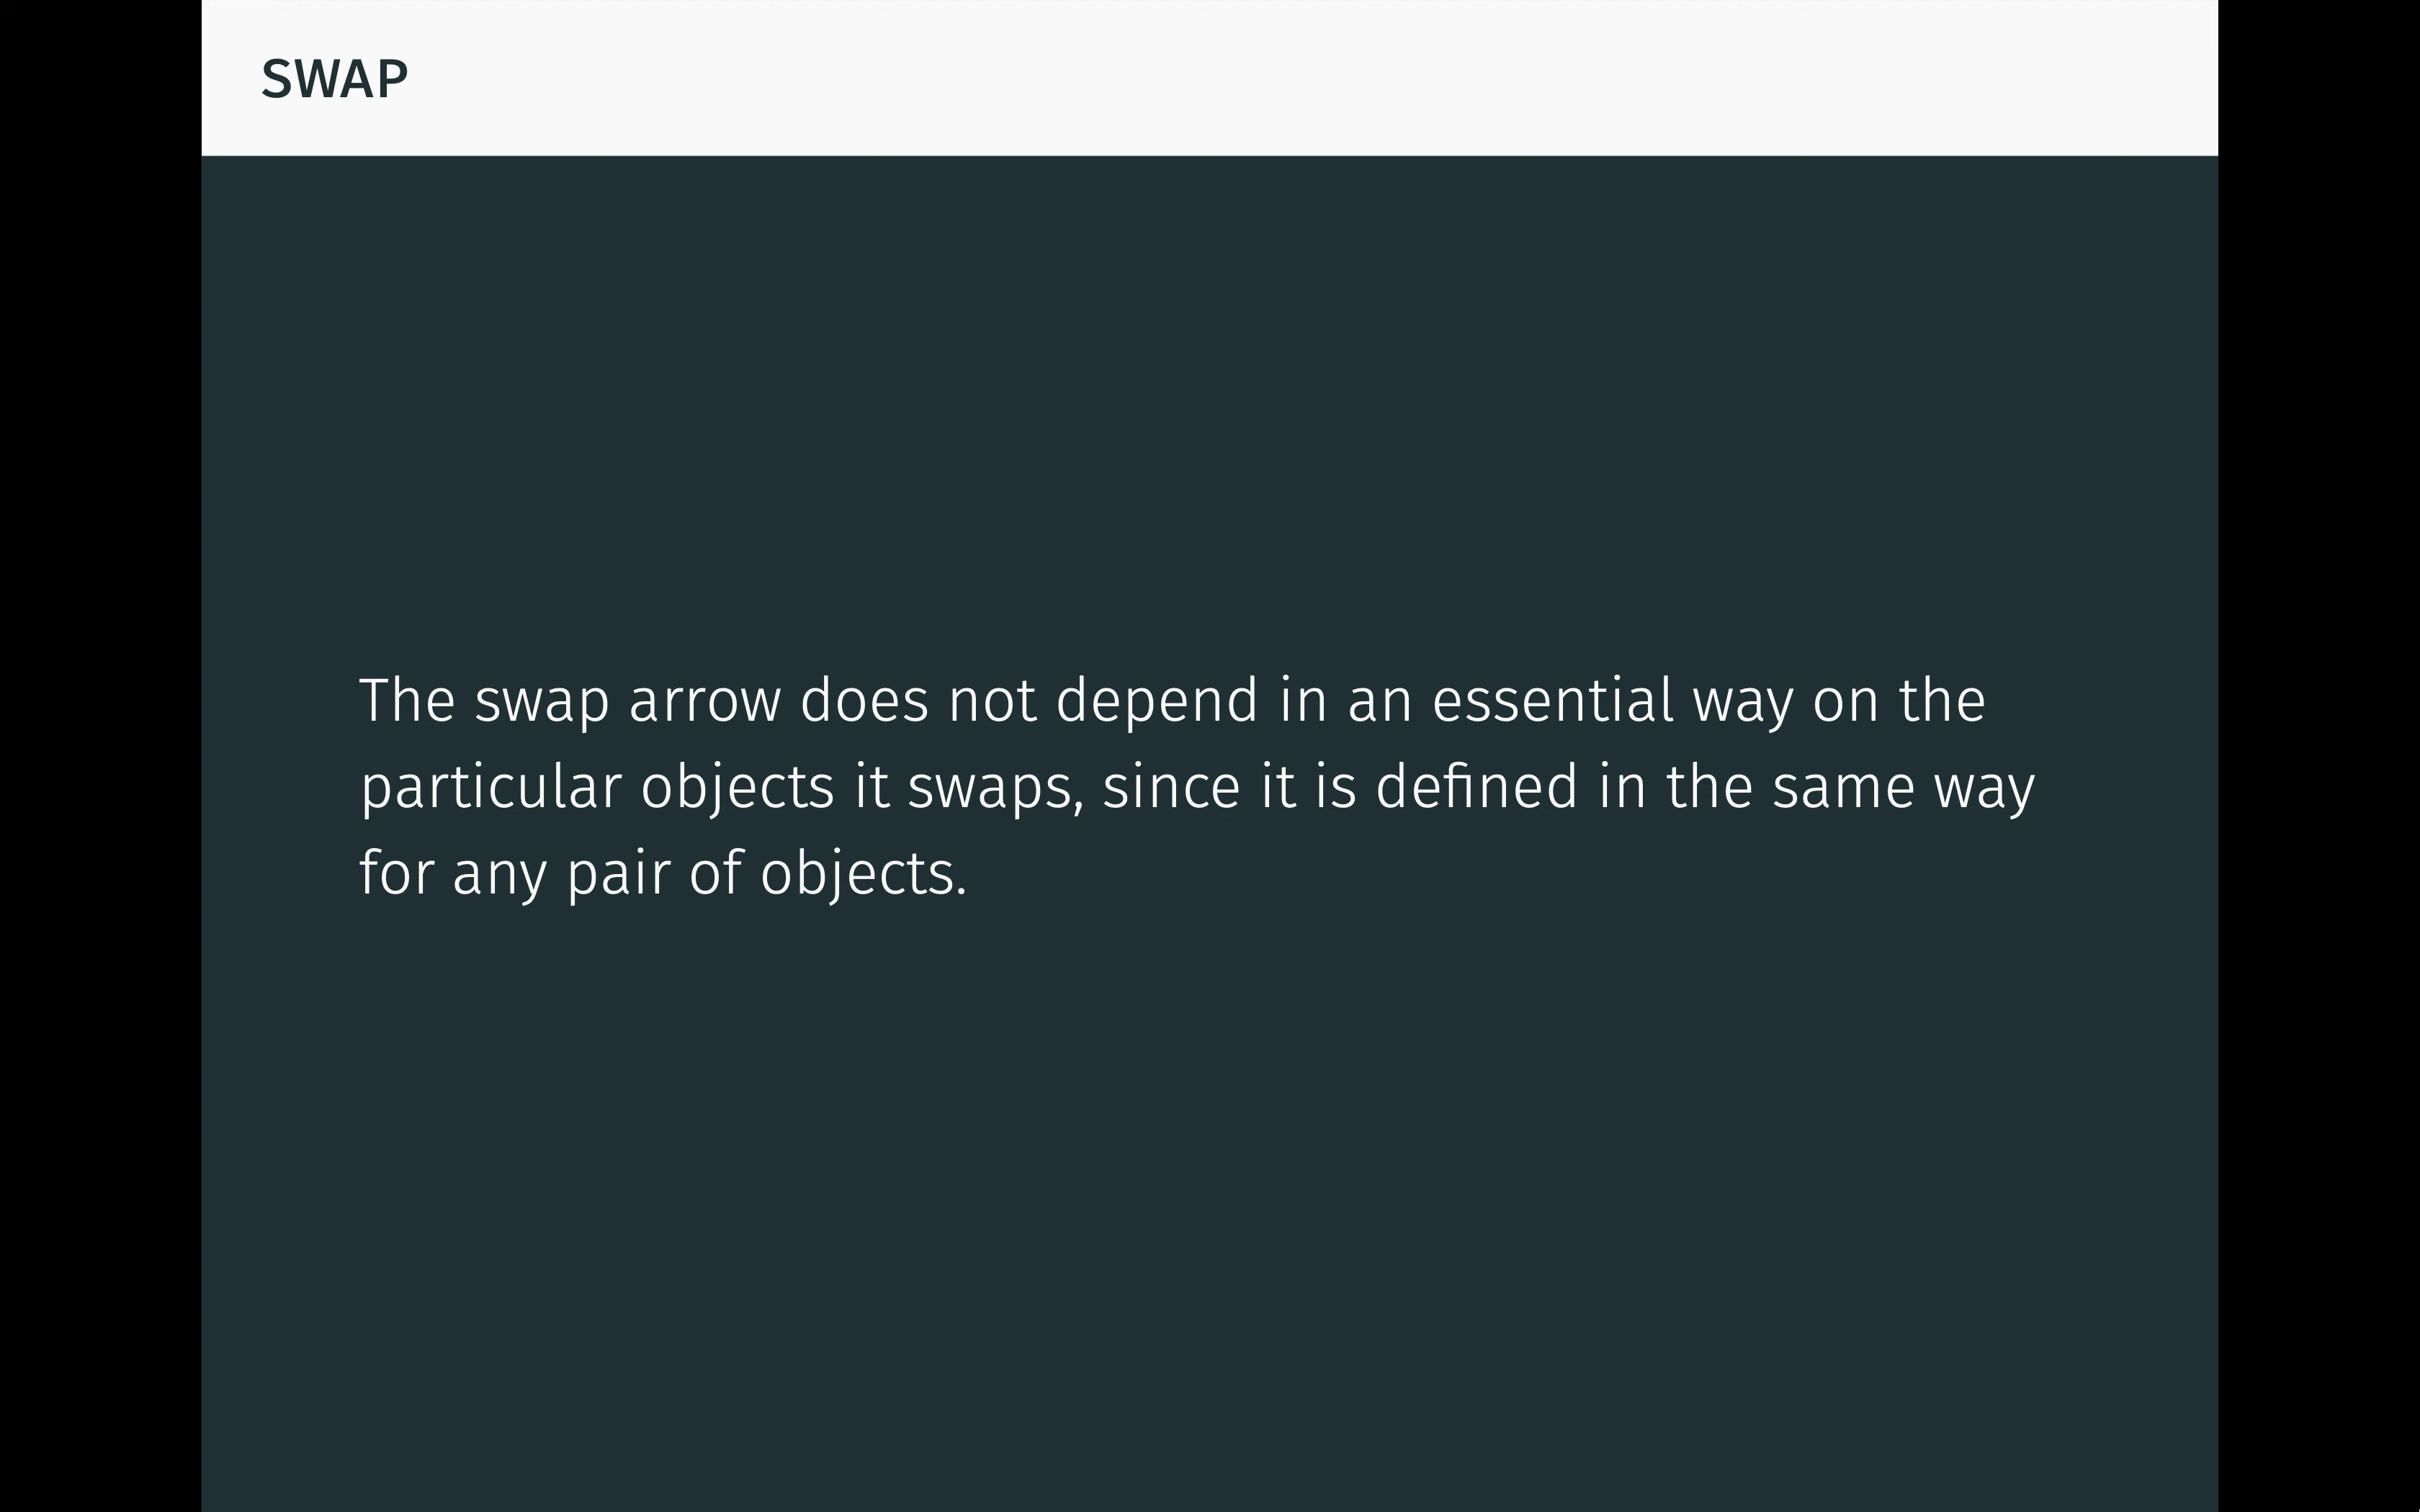 SWAP
The swap arrow does not depend in an essential way on the
particular objects it swaps, since it is defined in the same way
for any pair of objects.